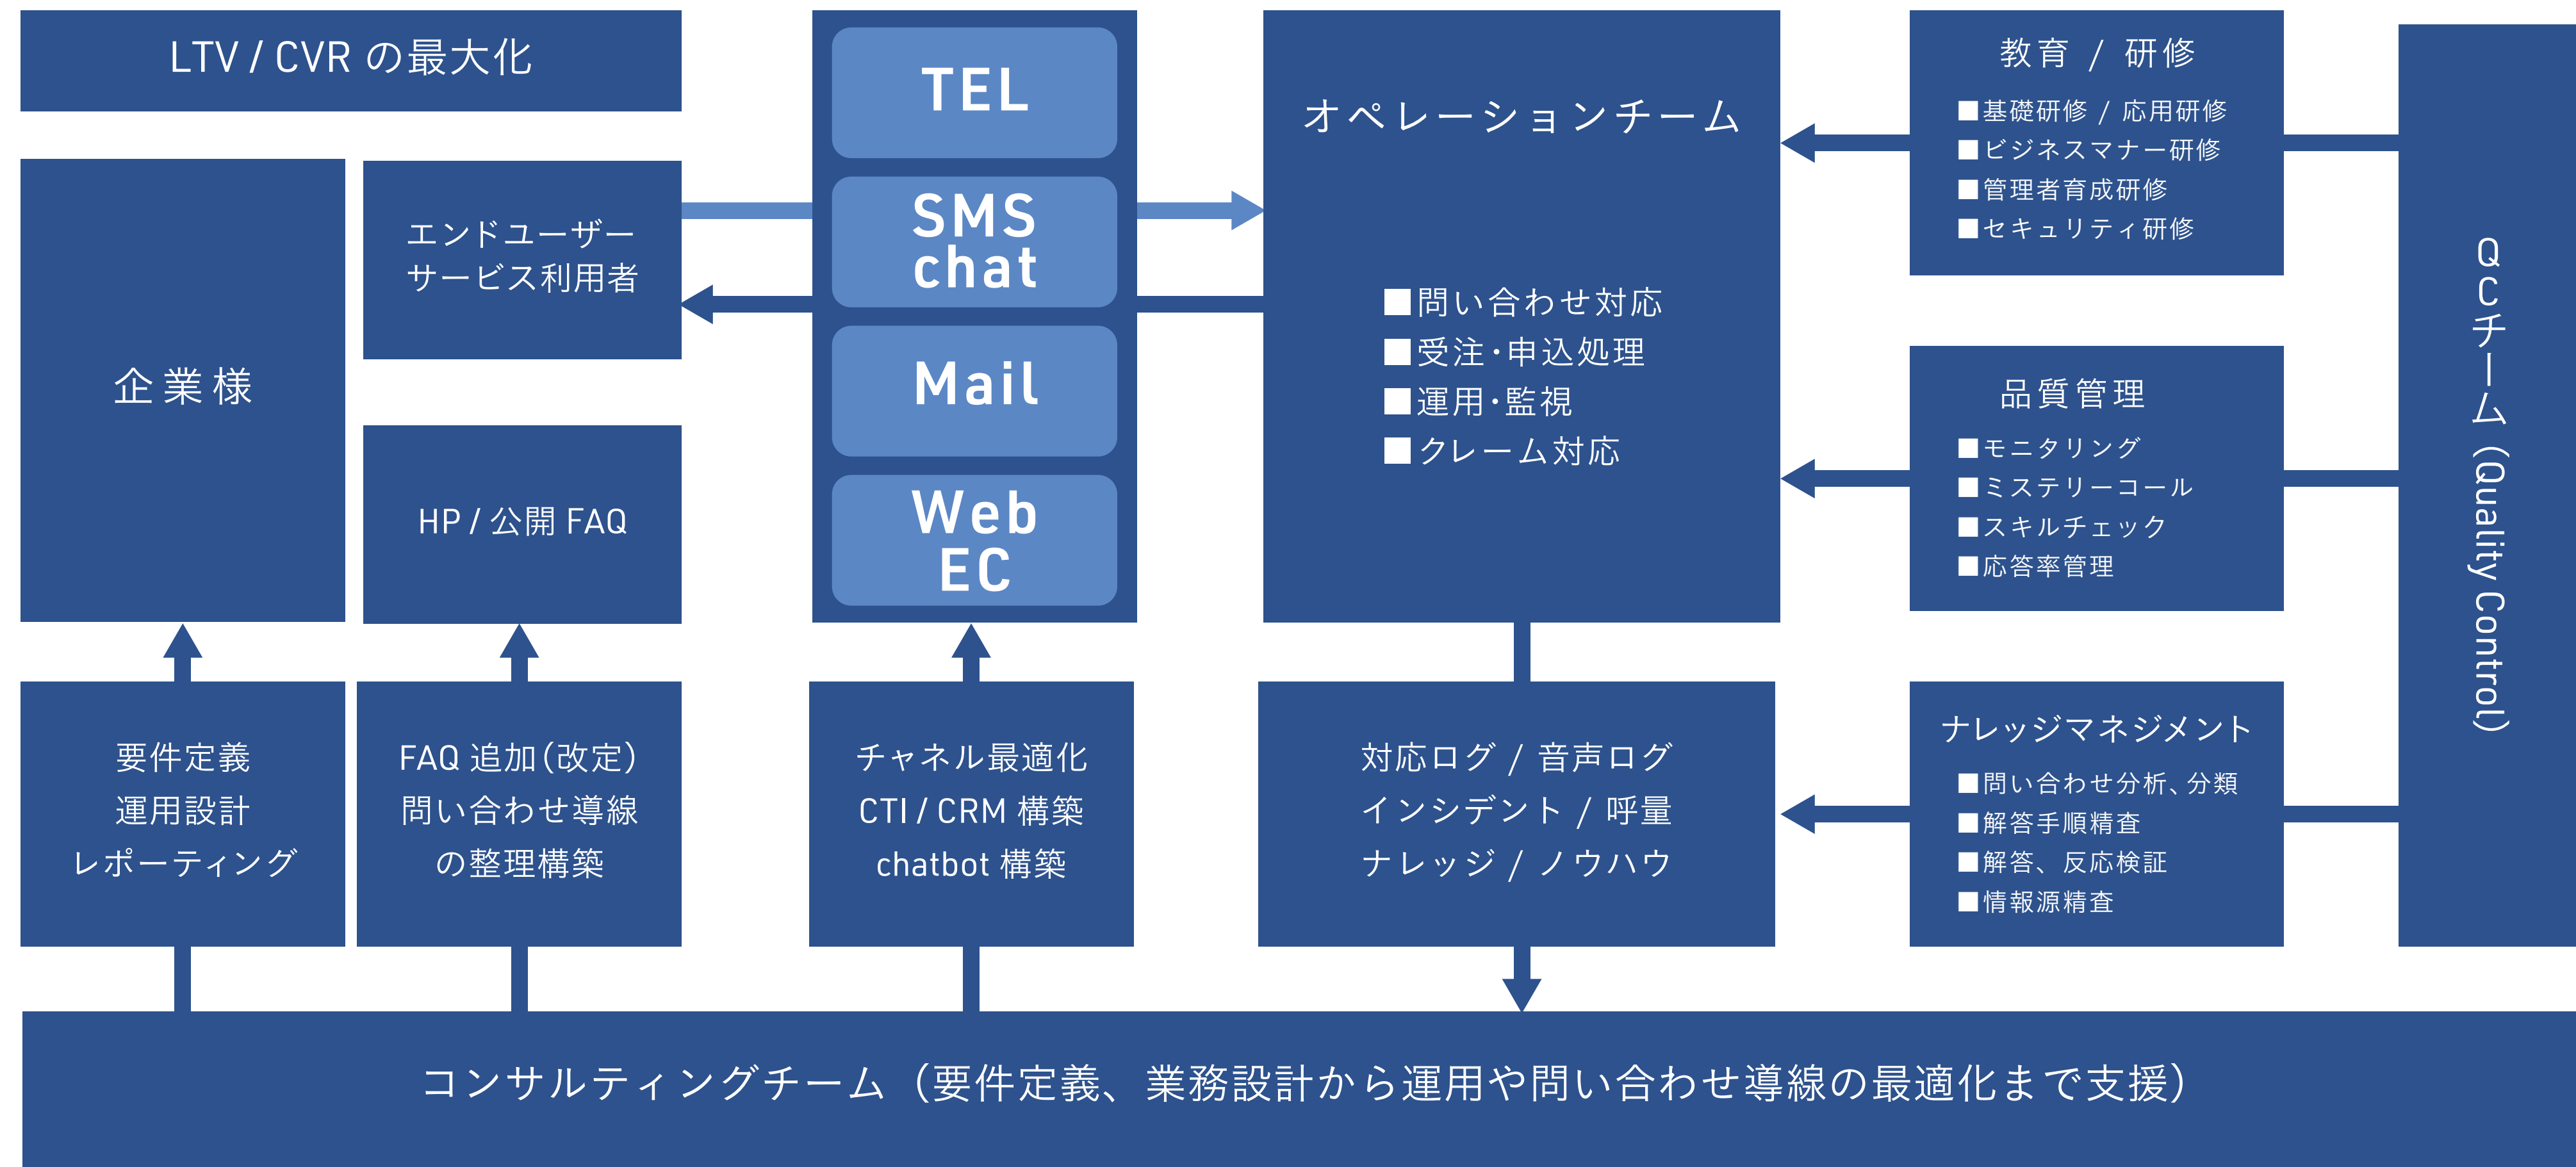 LTV / CVR の最大化
企業様
エンドユーザー
サービス利用者
HP / 公開 FAQ
TEL
SMS
chat
Mail
Web
EC
オペレーションチーム
■問い合わせ対応
■受注・申込処理
■運用・監視
■クレーム対応
教育 / 研修
■基礎研修 / 応用研修
■ビジネスマナー研修
■管理者育成研修
■セキュリティ研修
品質管理
■モニタリング
■ミステリーコール
■スキルチェック
■応答率管理
ナレッジマネジメント
■問い合わせ分析、分類
■解答手順精査
■解答、反応検証
■情報源精査
QCチーム（Quality Control）
要件定義
運用設計
レポーティング
FAQ 追加（改定）
問い合わせ導線
の整理構築
チャネル最適化
CTI / CRM 構築
chatbot 構築
対応ログ / 音声ログ
インシデント / 呼量
ナレッジ / ノウハウ
コンサルティングチーム（要件定義、業務設計から運用や問い合わせ導線の最適化まで支援）